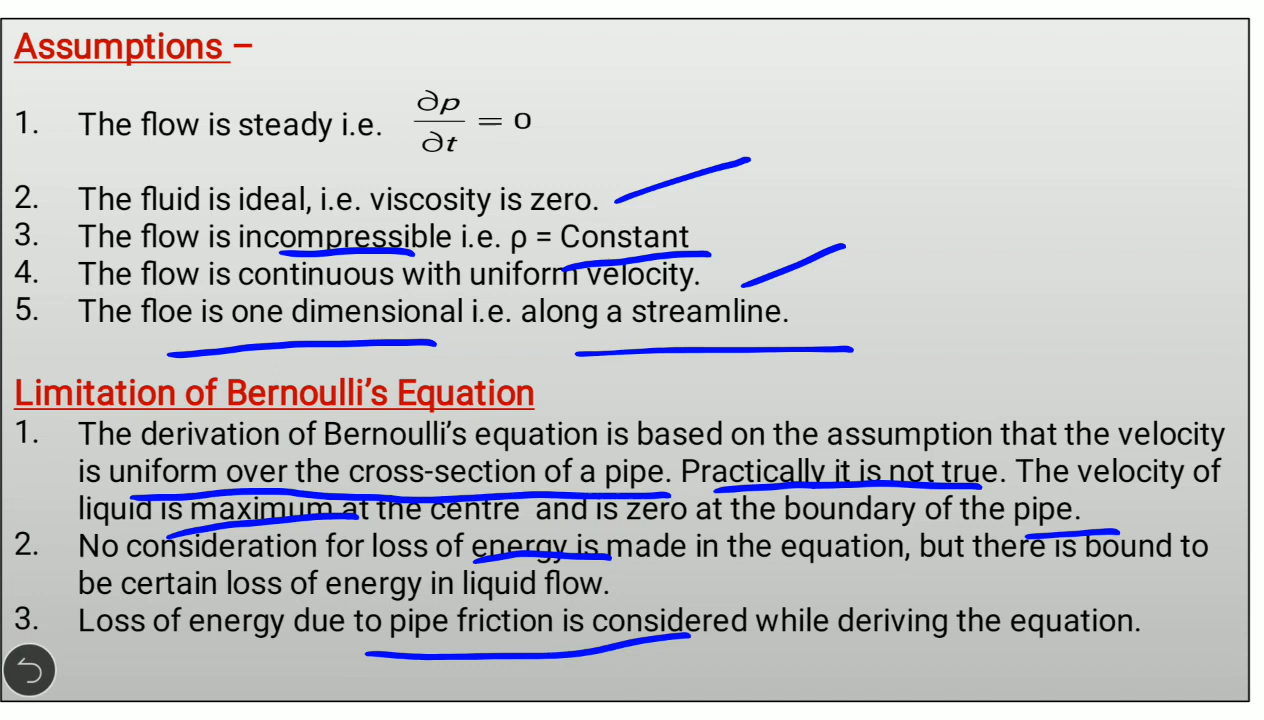 Assumptions –
1. The flow is steady i.e. ∂p/∂t = 0
2. The fluid is ideal, i.e. viscosity is zero.
3. The flow is incompressible i.e. ρ = Constant
4. The flow is continuous with uniform velocity.
5. The floe is one dimensional i.e. along a streamline.
Limitation of Bernoulli’s Equation
1. The derivation of Bernoulli’s equation is based on the assumption that the velocity
is uniform over the cross-section of a pipe. Practically it is not true. The velocity of
liquid is maximum at the centre and is zero at the boundary of the pipe.
2. No consideration for loss of energy is made in the equation, but there is bound to
be certain loss of energy in liquid flow.
3. Loss of energy due to pipe friction is considered while deriving the equation.